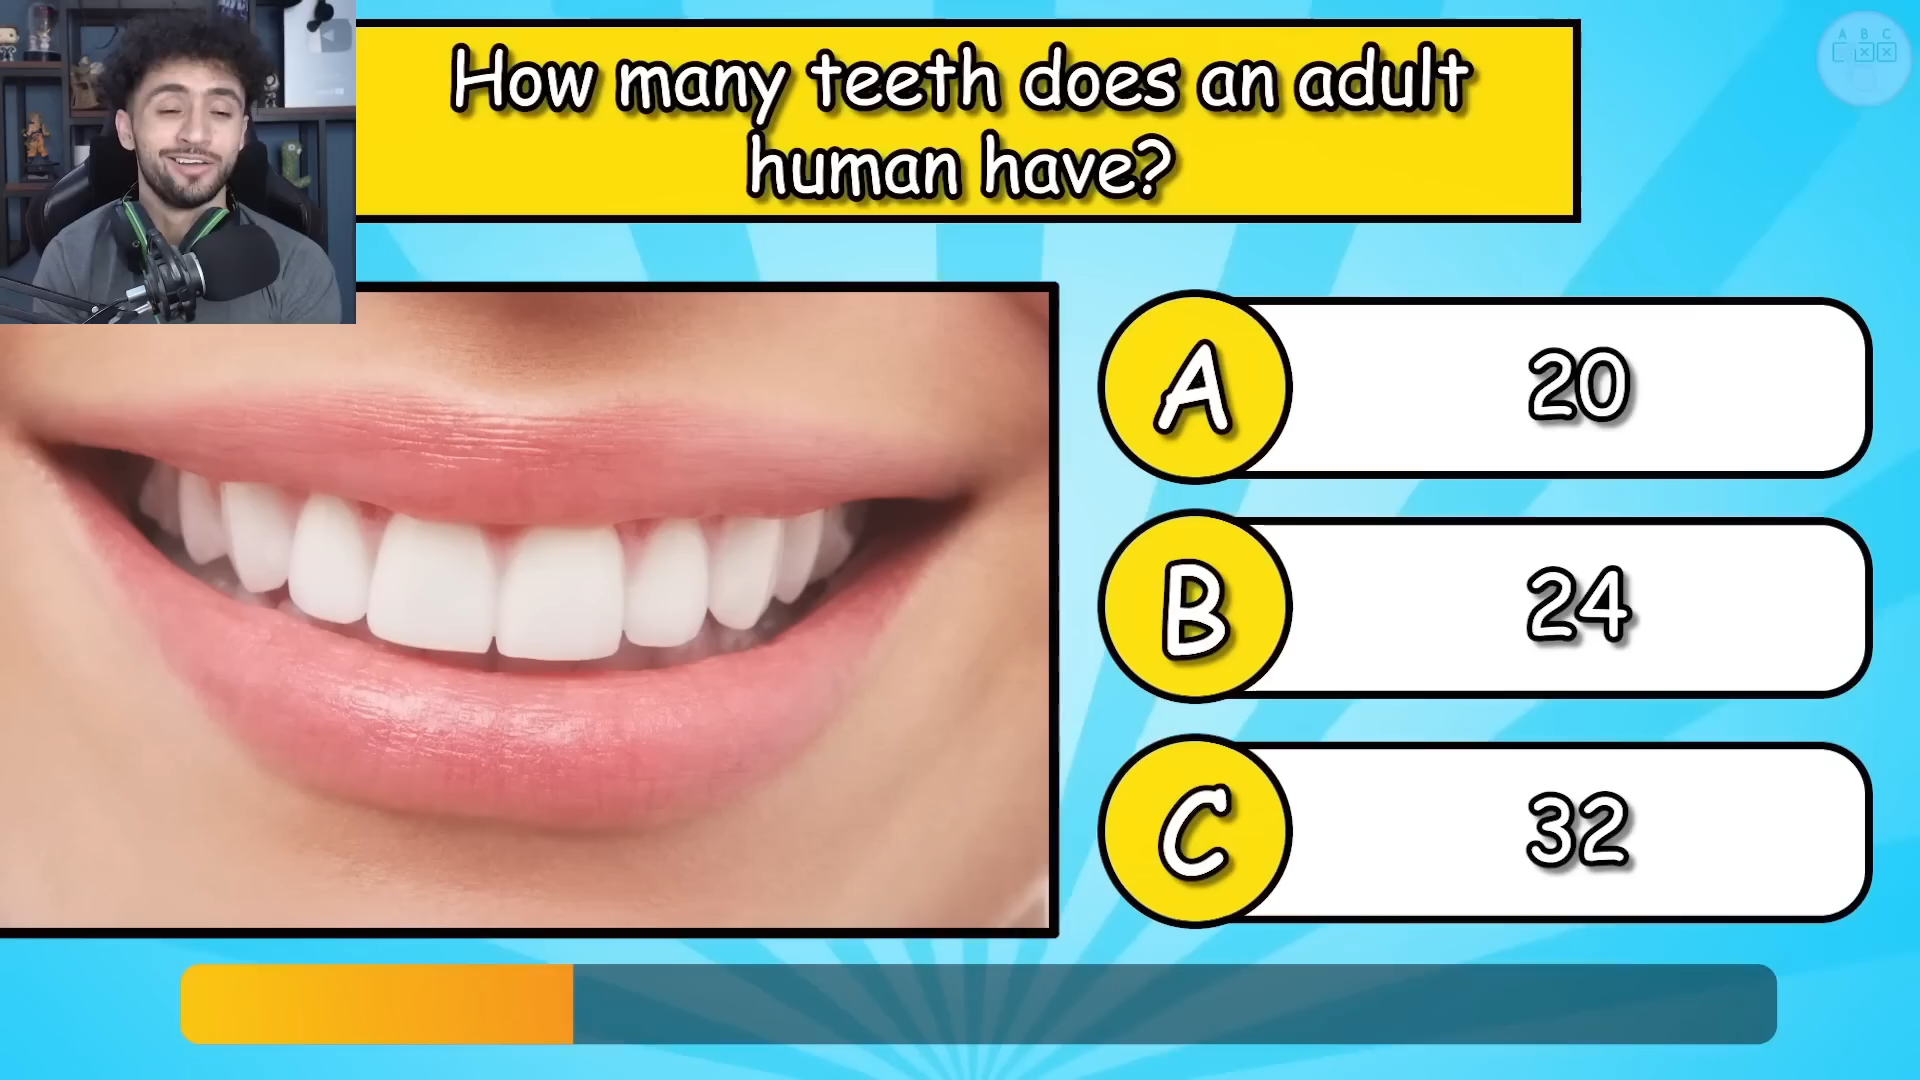 How many teeth does an adult
human have?
A B C
A 20
B 24
C 32